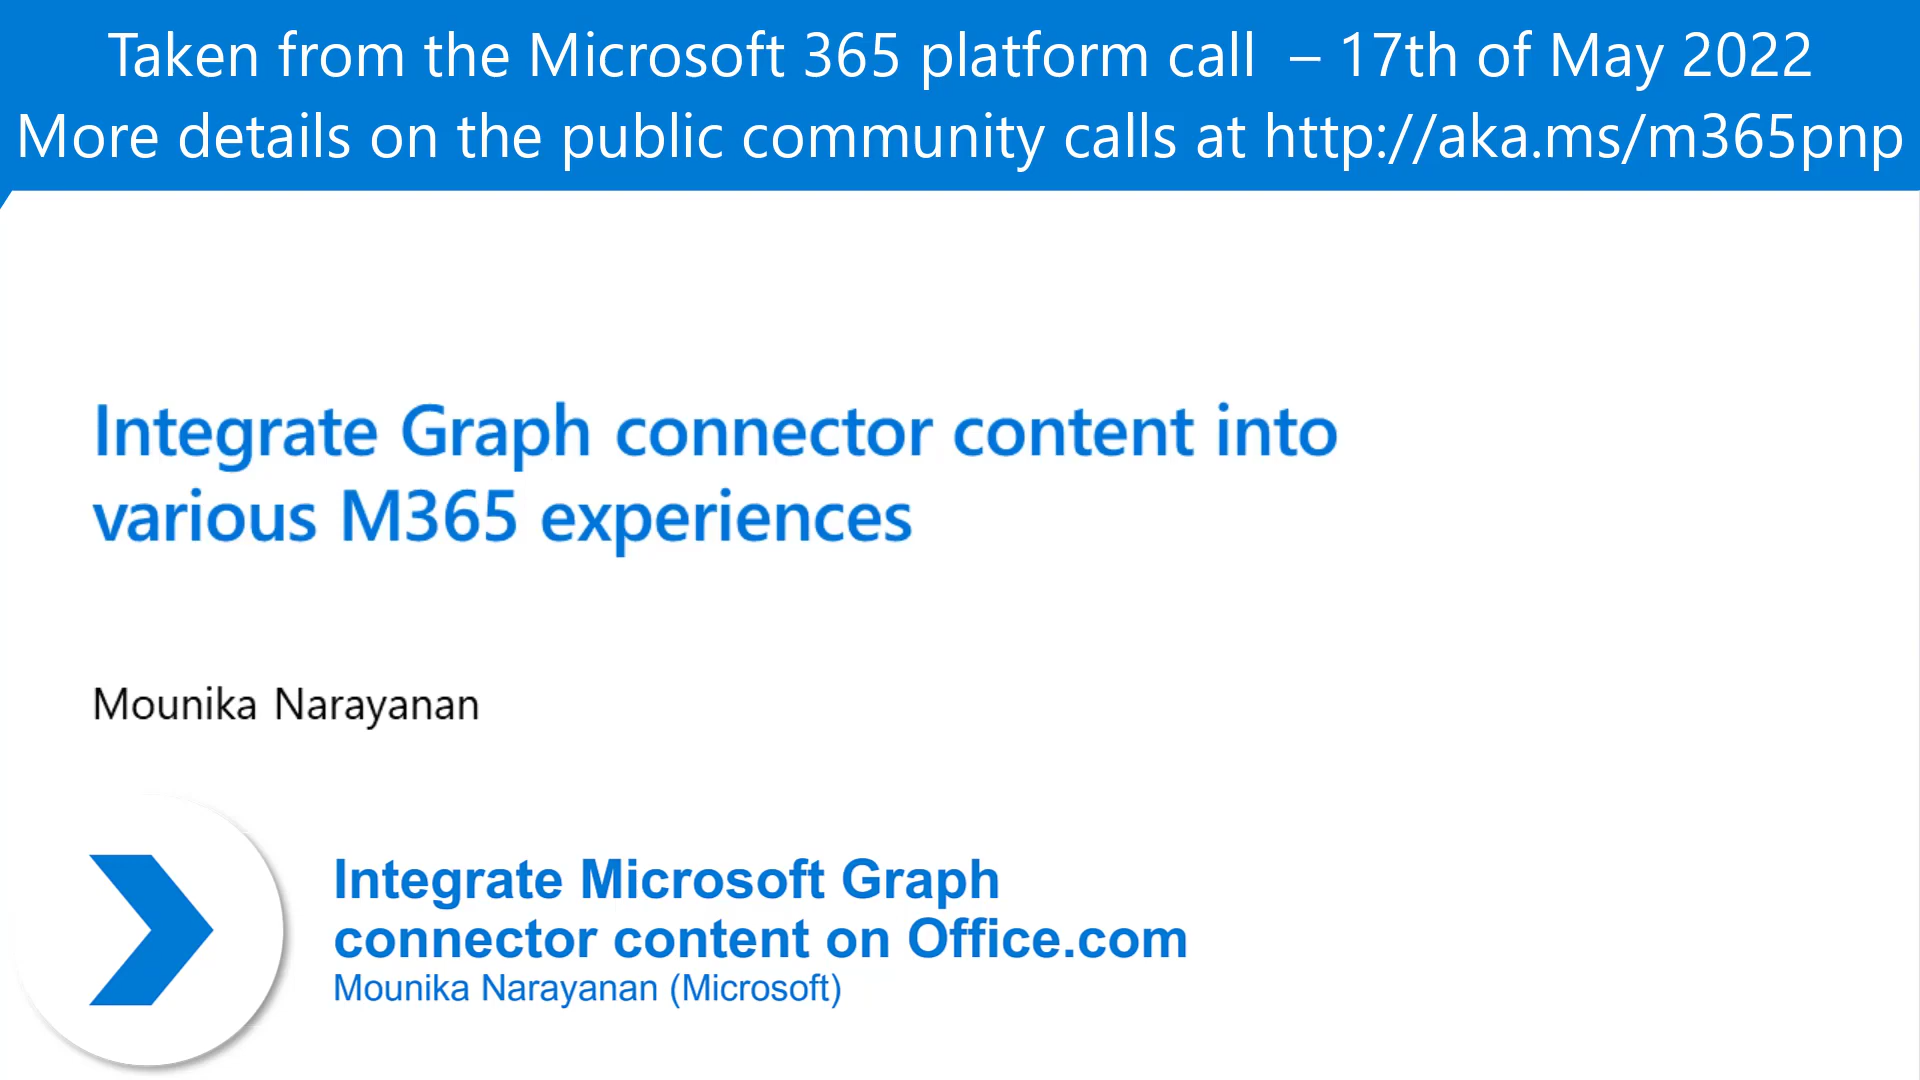 Taken from the Microsoft 365 platform call – 17th of May 2022
More details on the public community calls at http://aka.ms/m365pnp
Integrate Graph connector content into
various M365 experiences
Mounika Narayanan
Integrate Microsoft Graph
connector content on Office.com
Mounika Narayanan (Microsoft)